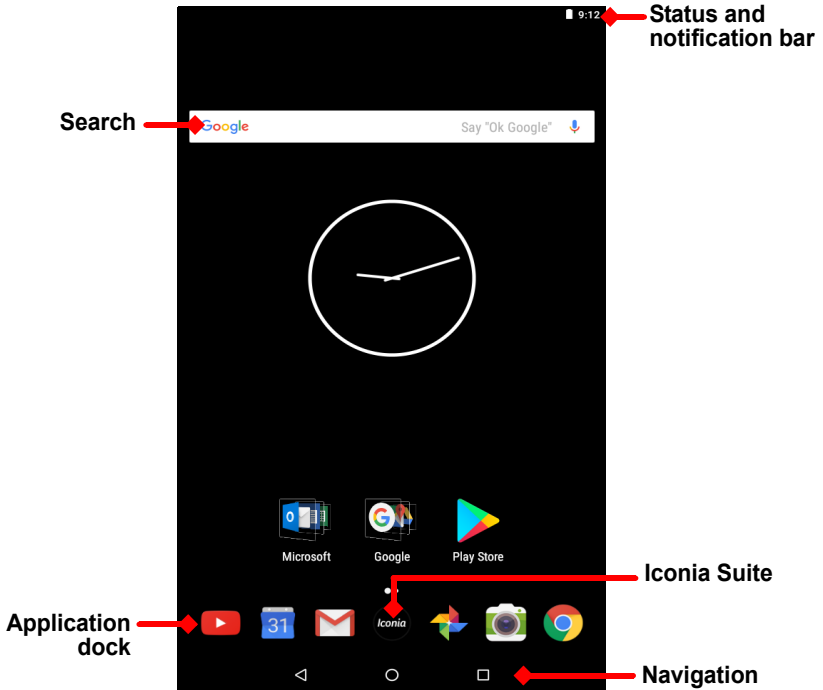 9:12
Status and
notification bar
Search
Google
Say "Ok Google"
Microsoft
Google
Play Store
Iconia Suite
Application
dock
31
Iconia
Navigation